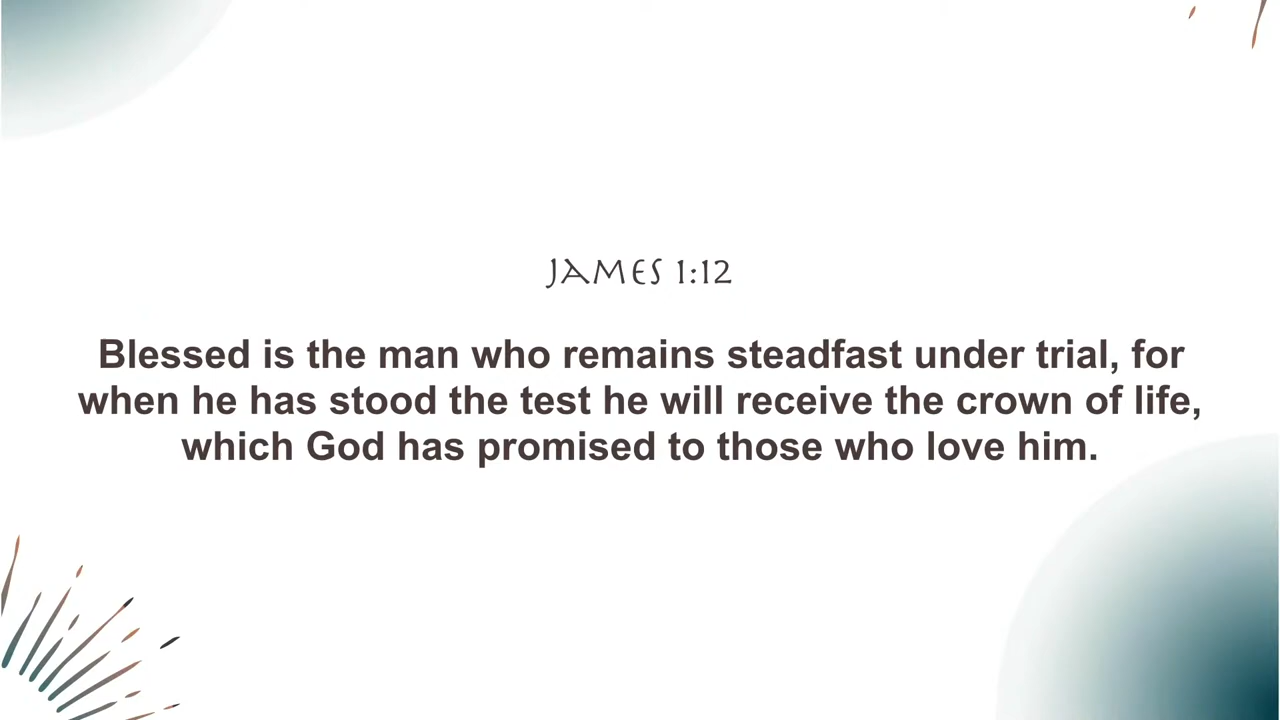 JAMES 1:12
Blessed is the man who remains steadfast under trial, for
when he has stood the test he will receive the crown of life,
which God has promised to those who love him.